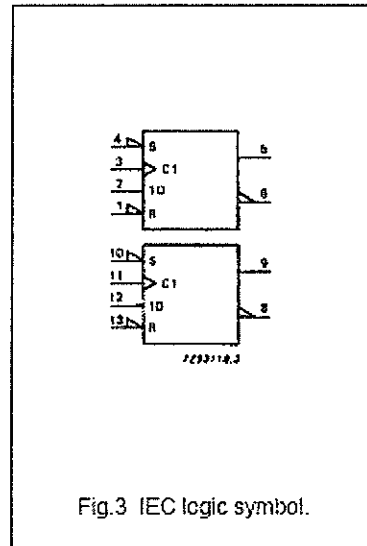 4 S 5
3 C1
2 1D
1 R 6
10 S 9
11 C1
12 1D
13 R 8
Fig.3 IEC logic symbol.